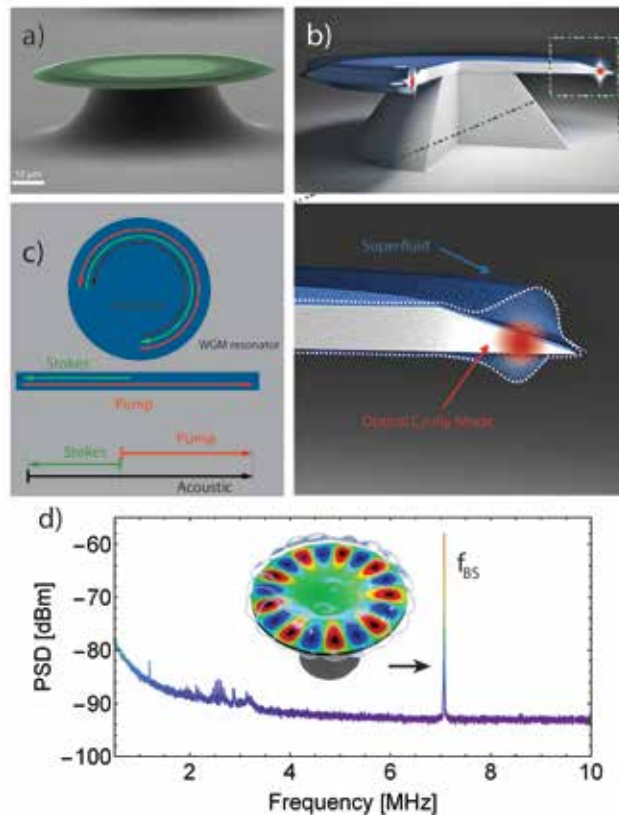 a)
10 µm
b)
c)
WGM resonator
Stokes
Pump
Stokes
Pump
Acoustic
Superfluid
Optical Cavity Mode
d)
PSD [dBm]
−60
−70
−80
−90
−100
f_BS
2
4
6
8
10
Frequency [MHz]